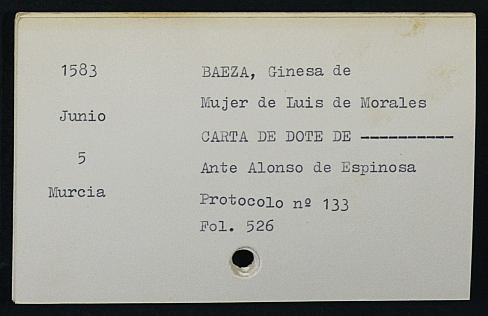 1583
Junio
5
Murcia
BAEZA, Ginesa de
Mujer de Luis de Morales
CARTA DE DOTE DE ----------
Ante Alonso de Espinosa
Protocolo nº 133
Fol. 526